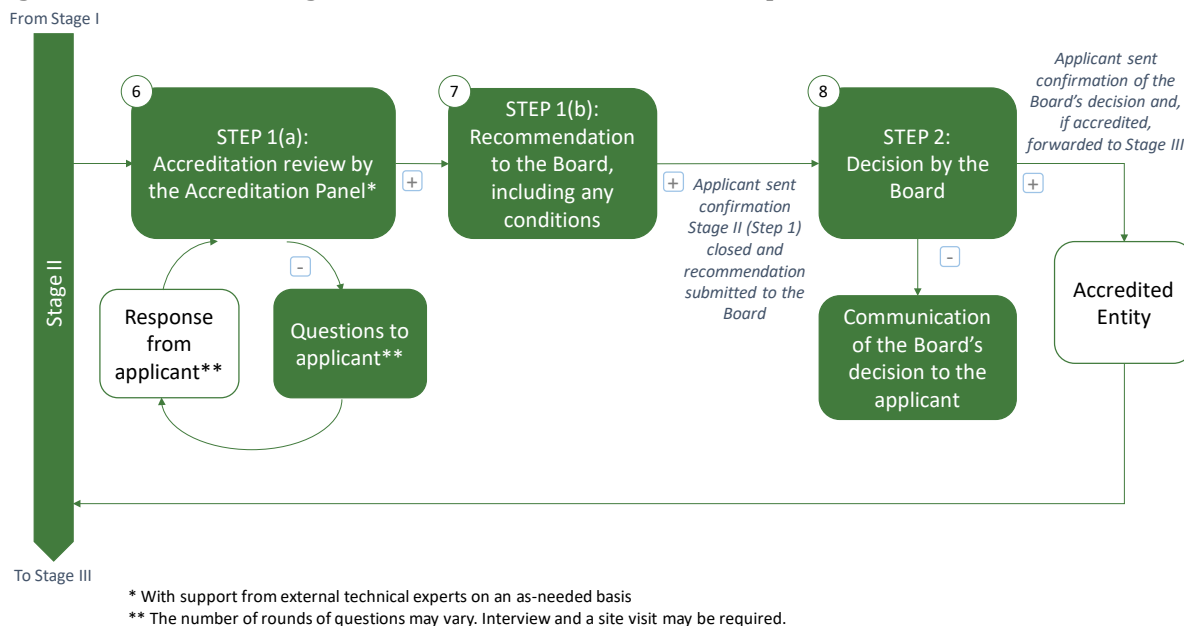 From Stage I
Stage II
To Stage III
6
STEP 1(a):
Accreditation review by
the Accreditation Panel*
+
-
Response
from
applicant**
Questions to
applicant**
7
STEP 1(b):
Recommendation
to the Board,
including any
conditions
+
Applicant sent
confirmation
Stage II (Step 1)
closed and
recommendation
submitted to the
Board
8
STEP 2:
Decision by the
Board
+
-
Communication
of the Board's
decision to the
applicant
Applicant sent
confirmation of the
Board's decision and,
if accredited,
forwarded to Stage III
Accredited
Entity
* With support from external technical experts on an as-needed basis
** The number of rounds of questions may vary. Interview and a site visit may be required.